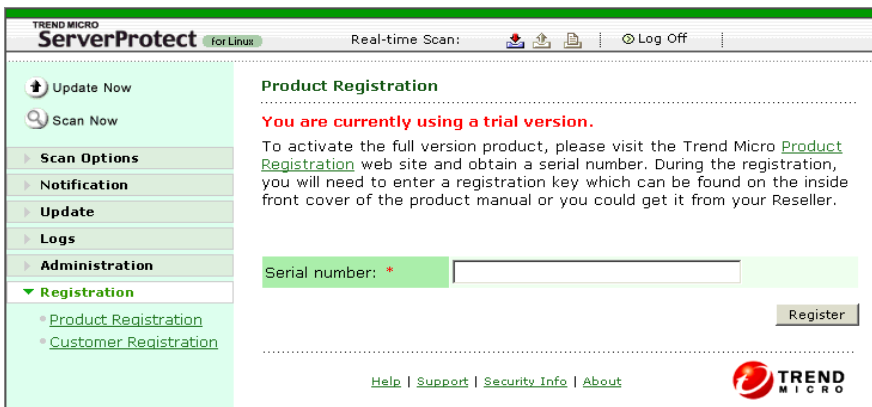 TREND MICRO
ServerProtect for Linux
Real-time Scan:
Log Off
Update Now
Scan Now
Scan Options
Notification
Update
Logs
Administration
Registration
Product Registration
Customer Registration
Product Registration
You are currently using a trial version.
To activate the full version product, please visit the Trend Micro Product
Registration web site and obtain a serial number. During the registration,
you will need to enter a registration key which can be found on the inside
front cover of the product manual or you could get it from your Reseller.
Serial number: *
Register
Help | Support | Security Info | About
TREND
MICRO